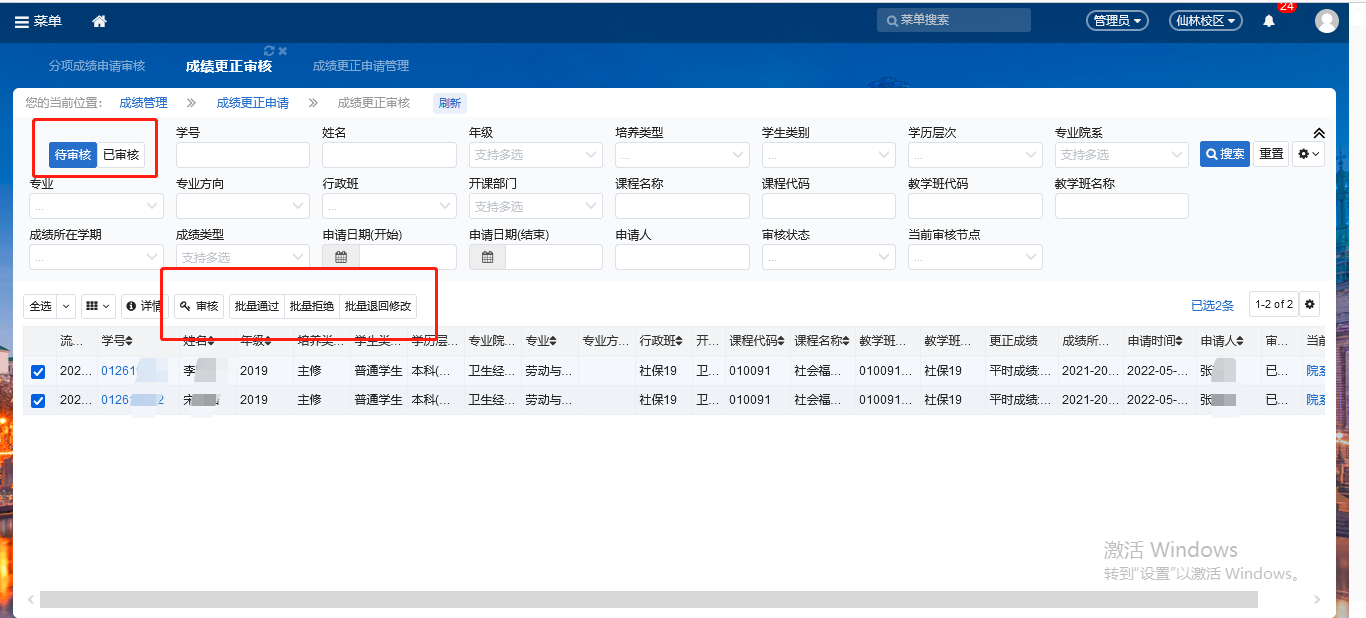 菜单 菜单搜索 管理员 仙林校区 24
分项成绩申请审核 成绩更正审核 成绩更正申请管理
您的当前位置: 成绩管理 » 成绩更正申请 » 成绩更正审核 刷新
学号 姓名 年级 培养类型 学生类别 学历层次 专业院系
待审核 已审核 支持多选 ... ... ... 支持多选 搜索 重置
专业 专业方向 行政班 开课部门 课程名称 课程代码 教学班代码 教学班名称
... ... 支持多选
成绩所在学期 成绩类型 申请日期(开始) 申请日期(结束) 申请人 审核状态 当前审核节点
... 支持多选 ... ...
全选 详情 审核 批量通过 批量拒绝 批量退回修改 已选2条 1-2 of 2
流... 学号 姓名 年级 培养类... 学生类... 学历层... 专业院... 专业 专业方... 行政班 开... 课程代码 课程名称 教学班... 教学班... 更正成绩 成绩所... 申请时间 申请人 审... 当前
202... 0126 李 2019 主修 普通学生 本科(... 卫生经... 劳动与... 社保19 卫... 010091 社会福... 010091... 社保19 平时成绩:... 2021-20... 2022-05-... 张 已... 院系
202... 0126 2 宋 2019 主修 普通学生 本科(... 卫生经... 劳动与... 社保19 卫... 010091 社会福... 010091... 社保19 平时成绩:... 2021-20... 2022-05-... 张 已... 院系
激活 Windows
转到"设置"以激活 Windows。